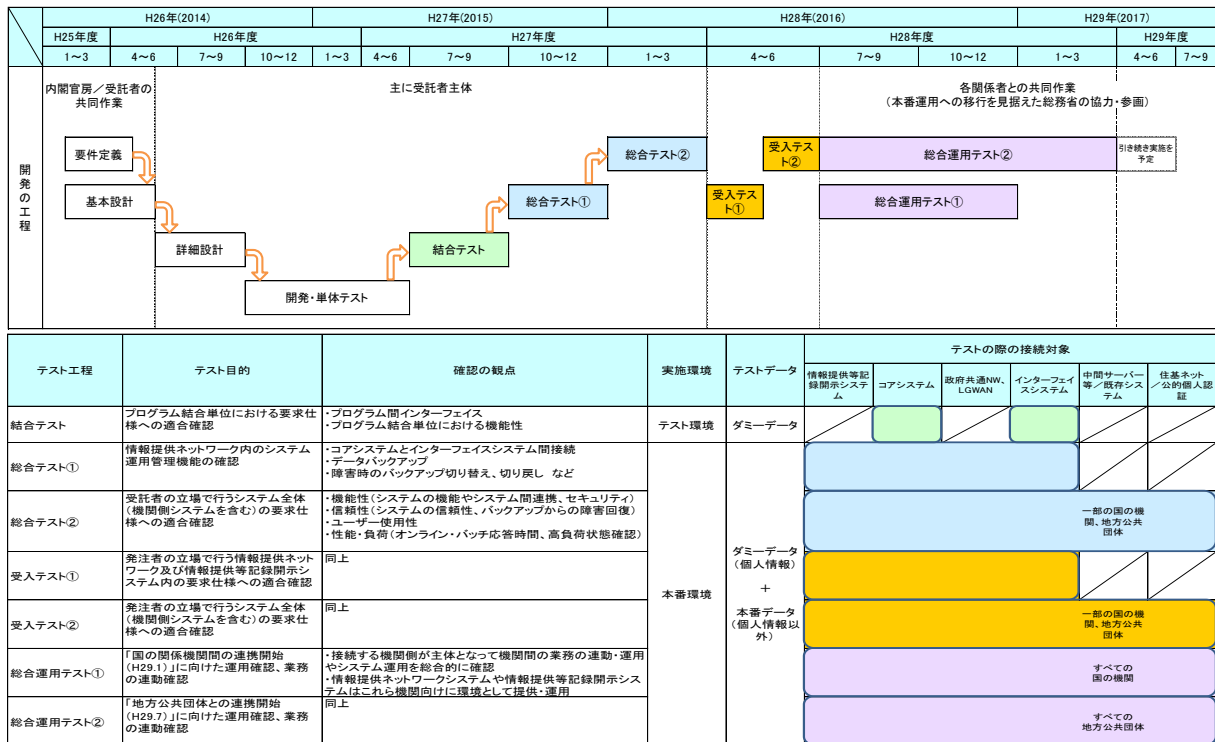 H26年(2014)
H27年(2015)
H28年(2016)
H29年(2017)
H25年度
H26年度
H27年度
H28年度
H29年度
1～3
4～6
7～9
10～12
1～3
4～6
7～9
10～12
1～3
4～6
7～9
10～12
1～3
4～6
7～9
開発の工程
内閣官房／受託者の
共同作業
主に受託者主体
各関係者との共同作業
(本番運用への移行を見据えた総務省の協力・参画)
要件定義
総合テスト②
受入テス
ト②
総合運用テスト②
引き続き実施を
予定
基本設計
総合テスト①
受入テス
ト①
総合運用テスト①
詳細設計
結合テスト
開発・単体テスト
テスト工程
テスト目的
確認の観点
実施環境
テストデータ
テストの際の接続対象
情報提供等記
録開示システ
ム
コアシステム
政府共通NW、
LGWAN
インターフェイ
スシステム
中間サーバー
等／既存シス
テム
住基ネット
／公的個人認
証
結合テスト
プログラム結合単位における要求仕
様への適合確認
・プログラム間インターフェイス
・プログラム結合単位における機能性
テスト環境
ダミーデータ
総合テスト①
情報提供ネットワーク内のシステム
運用管理機能の確認
・コアシステムとインターフェイスシステム間接続
・データバックアップ
・障害時のバックアップ切り替え、切り戻し など
本番環境
ダミーデータ
(個人情報)
＋
本番データ
(個人情報以
外)
総合テスト②
受託者の立場で行うシステム全体
(機関側システムを含む)の要求仕
様への適合確認
・機能性(システムの機能やシステム間連携、セキュリティ)
・信頼性(システムの信頼性、バックアップからの障害回復)
・ユーザー使用性
・性能・負荷(オンライン・バッチ応答時間、高負荷状態確認)
一部の国の機
関、地方公共
団体
受入テスト①
発注者の立場で行う情報提供ネット
ワーク及び情報提供等記録開示シ
ステム内の要求仕様への適合確認
同上
受入テスト②
発注者の立場で行うシステム全体
(機関側システムを含む)の要求仕
様への適合確認
同上
一部の国の機
関、地方公共
団体
総合運用テスト①
「国の関係機関間の連携開始
(H29.1)」に向けた運用確認、業務
の連動確認
・接続する機関側が主体となって機関間の業務の連動・運用
やシステム運用を総合的に確認
・情報提供ネットワークシステムや情報提供等記録開示シス
テムはこれら機関向けに環境として提供・運用
すべての
国の機関
総合運用テスト②
「地方公共団体との連携開始
(H29.7)」に向けた運用確認、業務
の連動確認
同上
すべての
地方公共団体